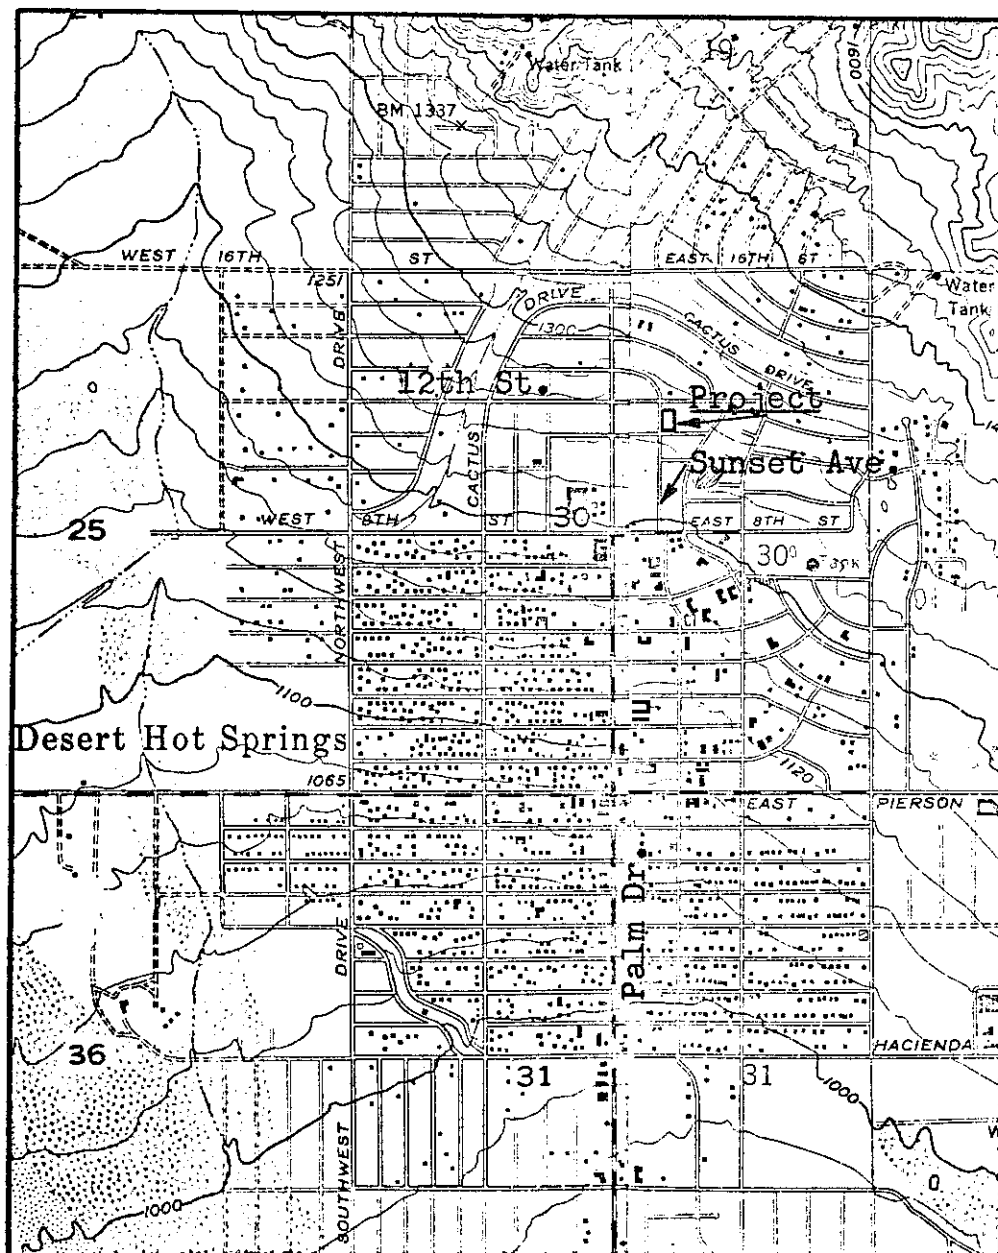 19
Water Tank
600
BM 1337
WEST 16TH ST
EAST 16TH ST
1251
Water
Tank
DRIVE
1300
CACTUS
DRIVE
DRIVE
12th St.
Project
14
CACTUS
Sunset Ave
25
WEST 8TH ST
30
EAST 8TH ST
30
NORTHWEST
1100
Desert Hot Springs
1065
1120
EAST PIERSON
DRIVE
Palm Dr.
36
HACIENDA
31
31
1000
W
1000
SOUTHWEST